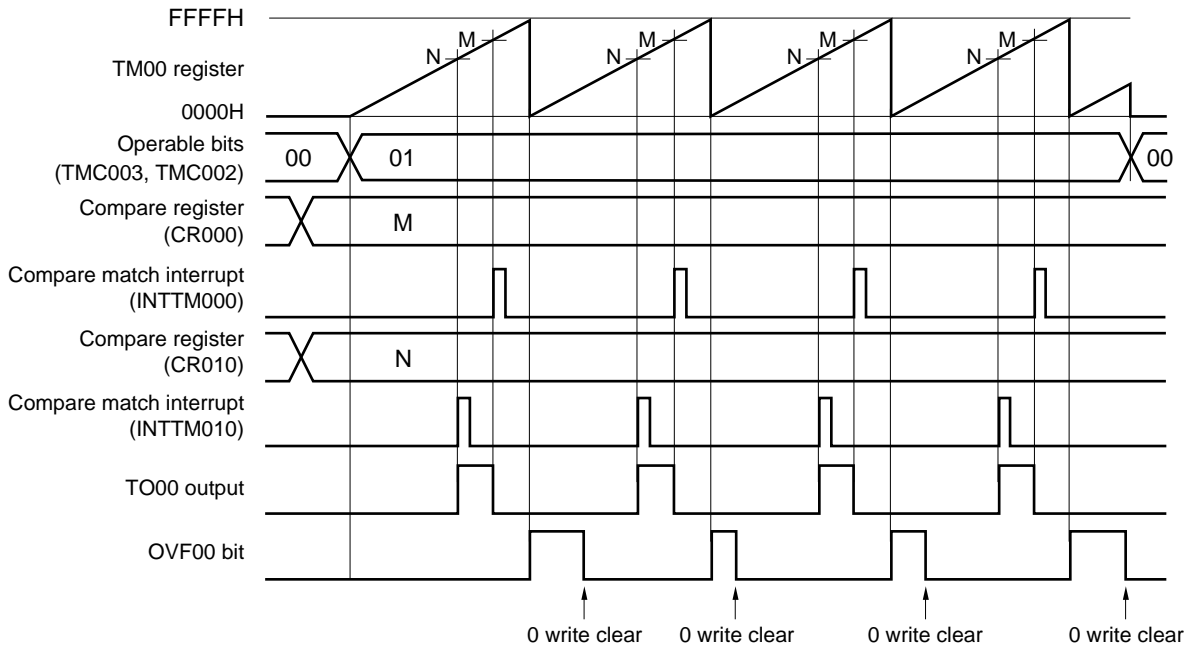 FFFFH
M M M M
N N N N
TM00 register
0000H
Operable bits
(TMC003, TMC002)
00 01 00
Compare register
(CR000)
M
Compare match interrupt
(INTTM000)
Compare register
(CR010)
N
Compare match interrupt
(INTTM010)
TO00 output
OVF00 bit
0 write clear 0 write clear 0 write clear 0 write clear